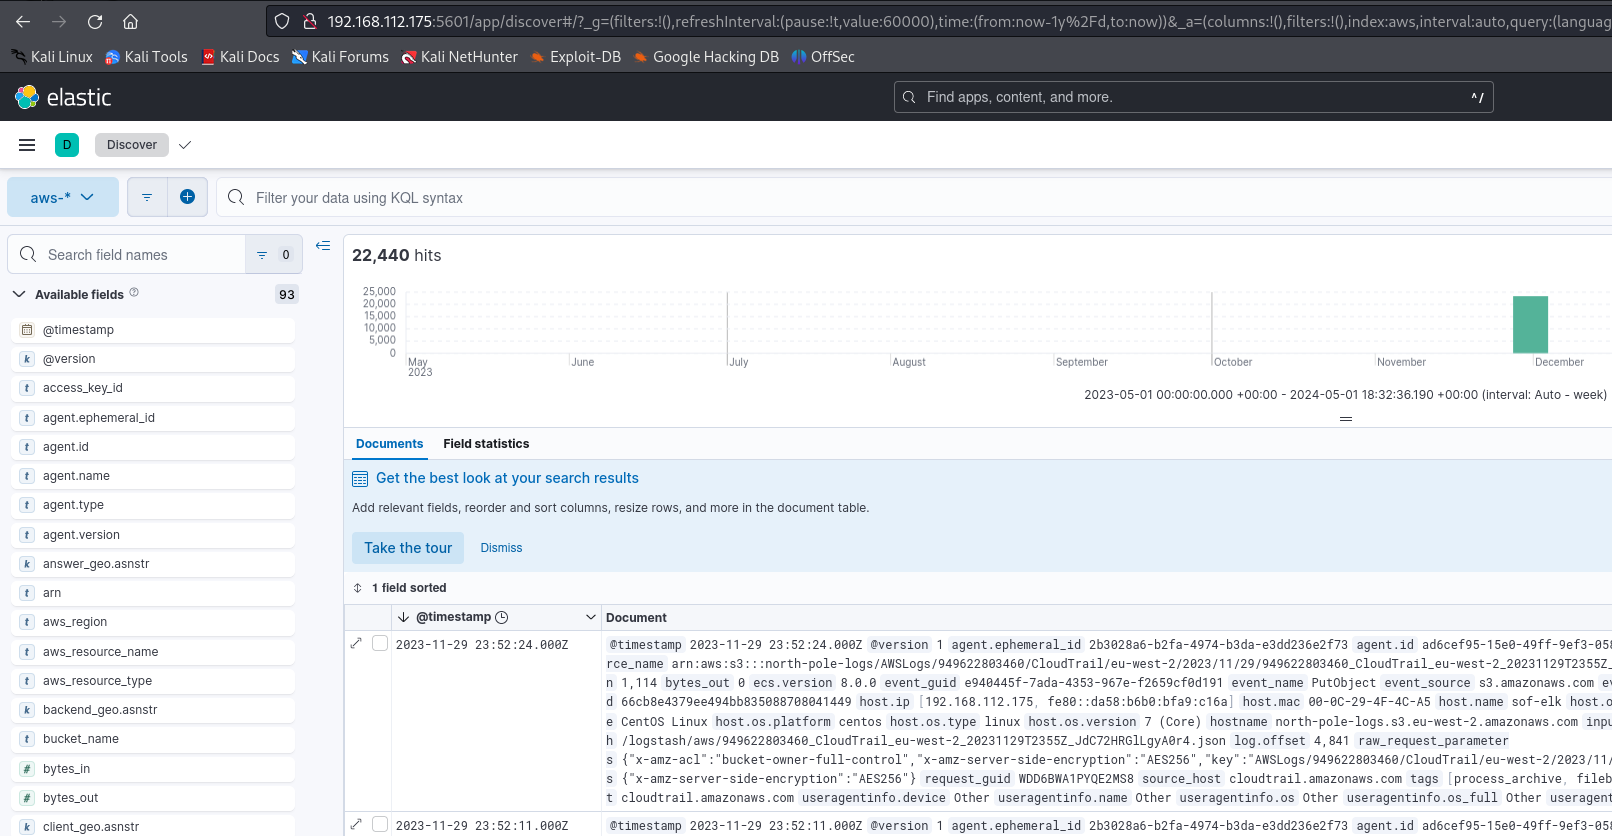 192.168.112.175:5601/app/discover#/?_g=(filters:!(),refreshInterval:(pause:!t,value:60000),time:(from:now-1y%2Fd,to:now))&_a=(columns:!(),filters:!(),index:aws,interval:auto,query:(languag
Kali Linux Kali Tools Kali Docs Kali Forums Kali NetHunter Exploit-DB Google Hacking DB OffSec
elastic
Find apps, content, and more. ^/
D Discover
aws-* Filter your data using KQL syntax
Search field names 0
22,440 hits
Available fields 93
@timestamp
@version
access_key_id
agent.ephemeral_id
agent.id
agent.name
agent.type
agent.version
answer_geo.asnstr
arn
aws_region
aws_resource_name
aws_resource_type
backend_geo.asnstr
bucket_name
bytes_in
bytes_out
client_geo.asnstr
25,000
20,000
15,000
10,000
5,000
0
May June July August September October November December
2023
2023-05-01 00:00:00.000 +00:00 - 2024-05-01 18:32:36.190 +00:00 (interval: Auto - week)
Documents Field statistics
Get the best look at your search results
Add relevant fields, reorder and sort columns, resize rows, and more in the document table.
Take the tour Dismiss
1 field sorted
@timestamp Document
2023-11-29 23:52:24.000Z @timestamp 2023-11-29 23:52:24.000Z @version 1 agent.ephemeral_id 2b3028a6-b2fa-4974-b3da-e3dd236e2f73 agent.id ad6cef95-15e0-49ff-9ef3-058
rce_name arn:aws:s3:::north-pole-logs/AWSLogs/949622803460/CloudTrail/eu-west-2/2023/11/29/949622803460_CloudTrail_eu-west-2_20231129T2355Z_
n 1,114 bytes_out 0 ecs.version 8.0.0 event_guid e940445f-7ada-4353-967e-f2659cf0d191 event_name PutObject event_source s3.amazonaws.com ev
d 66cb8e4379ee494bb835088708041449 host.ip [192.168.112.175, fe80::da58:b6b0:bfa9:c16a] host.mac 00-0C-29-4F-4C-A5 host.name sof-elk host.o
e CentOS Linux host.os.platform centos host.os.type linux host.os.version 7 (Core) hostname north-pole-logs.s3.eu-west-2.amazonaws.com inpu
h /logstash/aws/949622803460_CloudTrail_eu-west-2_20231129T2355Z_JdC72HRGlLgyA0r4.json log.offset 4,841 raw_request_parameter
s {"x-amz-acl":"bucket-owner-full-control","x-amz-server-side-encryption":"AES256","key":"AWSLogs/949622803460/CloudTrail/eu-west-2/2023/11/
s {"x-amz-server-side-encryption":"AES256"} request_guid WDD6BWA1PYQE2MS8 source_host cloudtrail.amazonaws.com tags [process_archive, fileb
t cloudtrail.amazonaws.com useragentinfo.device Other useragentinfo.name Other useragentinfo.os Other useragentinfo.os_full Other useragent
2023-11-29 23:52:11.000Z @timestamp 2023-11-29 23:52:11.000Z @version 1 agent.ephemeral_id 2b3028a6-b2fa-4974-b3da-e3dd236e2f73 agent.id ad6cef95-15e0-49ff-9ef3-058